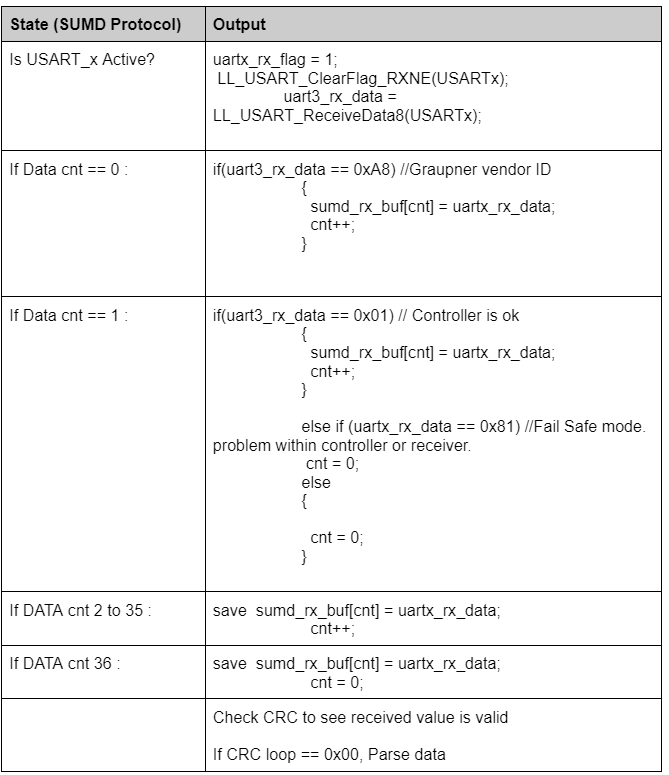 State (SUMD Protocol) Output
Is USART_x Active? uartx_rx_flag = 1;
LL_USART_ClearFlag_RXNE(USARTx);
uart3_rx_data =
LL_USART_ReceiveData8(USARTx);
If Data cnt == 0 : if(uart3_rx_data == 0xA8) //Graupner vendor ID
{
sumd_rx_buf[cnt] = uartx_rx_data;
cnt++;
}
If Data cnt == 1 : if(uart3_rx_data == 0x01) // Controller is ok
{
sumd_rx_buf[cnt] = uartx_rx_data;
cnt++;
}
else if (uartx_rx_data == 0x81) //Fail Safe mode.
problem within controller or receiver.
cnt = 0;
else
{
cnt = 0;
}
If DATA cnt 2 to 35 : save  sumd_rx_buf[cnt] = uartx_rx_data;
cnt++;
If DATA cnt 36 : save  sumd_rx_buf[cnt] = uartx_rx_data;
cnt = 0;
Check CRC to see received value is valid
If CRC loop == 0x00, Parse data